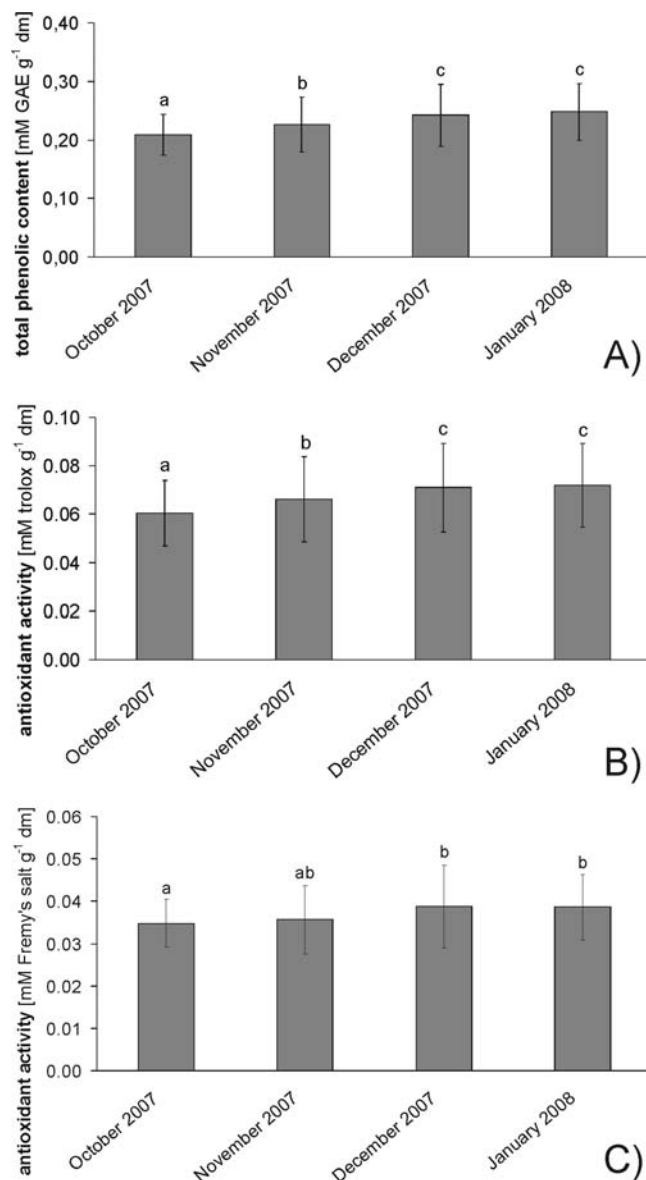 0,40
0,30
0,20
0,10
0,00
total phenolic content [mM GAE g-1 dm]
a
b
c
c
October 2007
November 2007
December 2007
January 2008
A)
0.10
0.08
0.06
0.04
0.02
0.00
antioxidant activity [mM trolox g-1 dm]
a
b
c
c
October 2007
November 2007
December 2007
January 2008
B)
0.06
0.05
0.04
0.03
0.02
0.01
0.00
antioxidant activity [mM Fremy's salt g-1 dm]
a
ab
b
b
October 2007
November 2007
December 2007
January 2008
C)